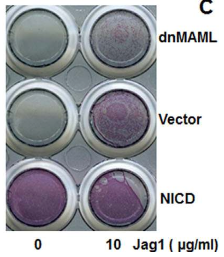 C
dnMAML
Vector
NICD
0 10 Jag1 ( µg/ml)